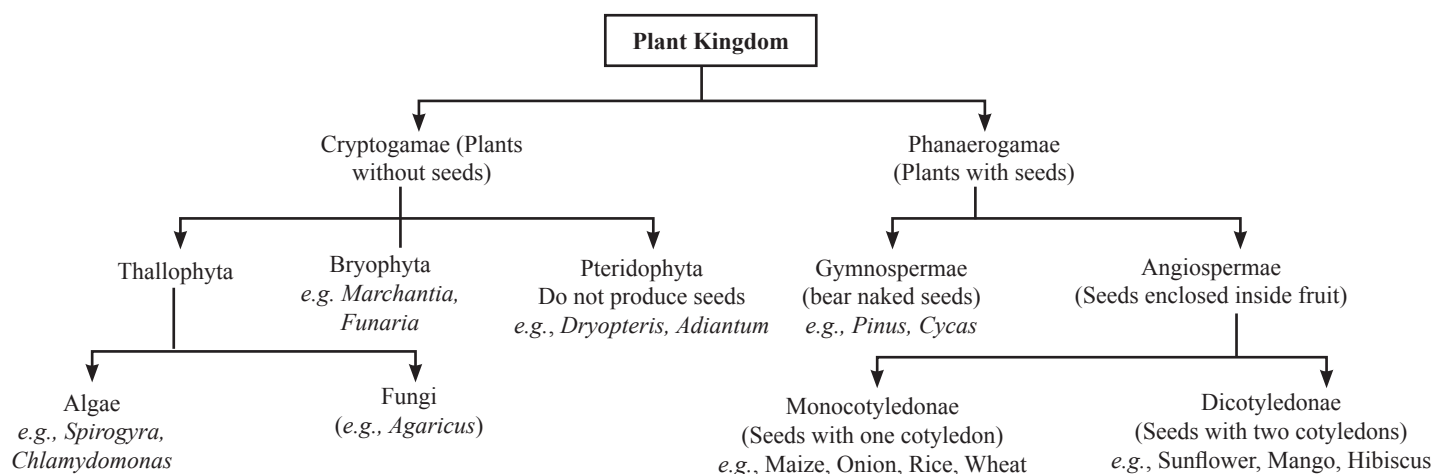 Plant Kingdom
Cryptogamae (Plants
without seeds)
Phanaerogamae
(Plants with seeds)
Thallophyta
Bryophyta
e.g. Marchantia,
Funaria
Pteridophyta
Do not produce seeds
e.g., Dryopteris, Adiantum
Gymnospermae
(bear naked seeds)
e.g., Pinus, Cycas
Angiospermae
(Seeds enclosed inside fruit)
Algae
e.g., Spirogyra,
Chlamydomonas
Fungi
(e.g., Agaricus)
Monocotyledonae
(Seeds with one cotyledon)
e.g., Maize, Onion, Rice, Wheat
Dicotyledonae
(Seeds with two cotyledons)
e.g., Sunflower, Mango, Hibiscus